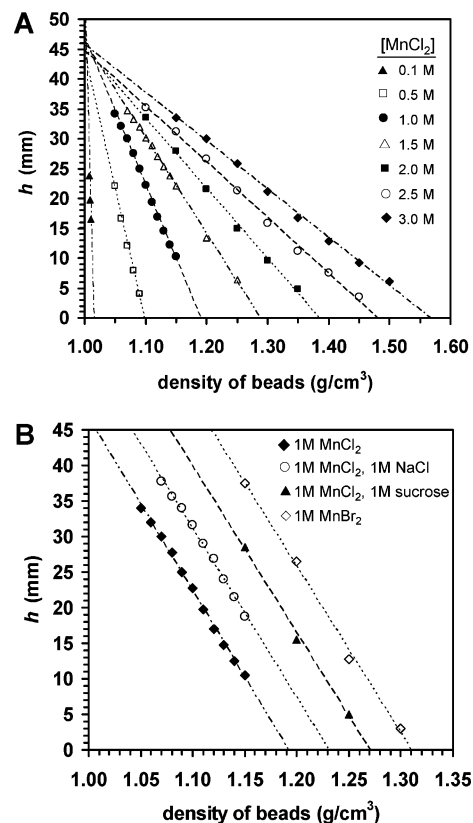 A
h (mm)
50
45
40
35
30
25
20
15
10
5
0
[MnCl₂]
0.1 M
0.5 M
1.0 M
1.5 M
2.0 M
2.5 M
3.0 M
1.00 1.10 1.20 1.30 1.40 1.50 1.60
density of beads (g/cm³)
B
h (mm)
45
40
35
30
25
20
15
10
5
0
1M MnCl₂
1M MnCl₂, 1M NaCl
1M MnCl₂, 1M sucrose
1M MnBr₂
1.00 1.05 1.10 1.15 1.20 1.25 1.30 1.35
density of beads (g/cm³)